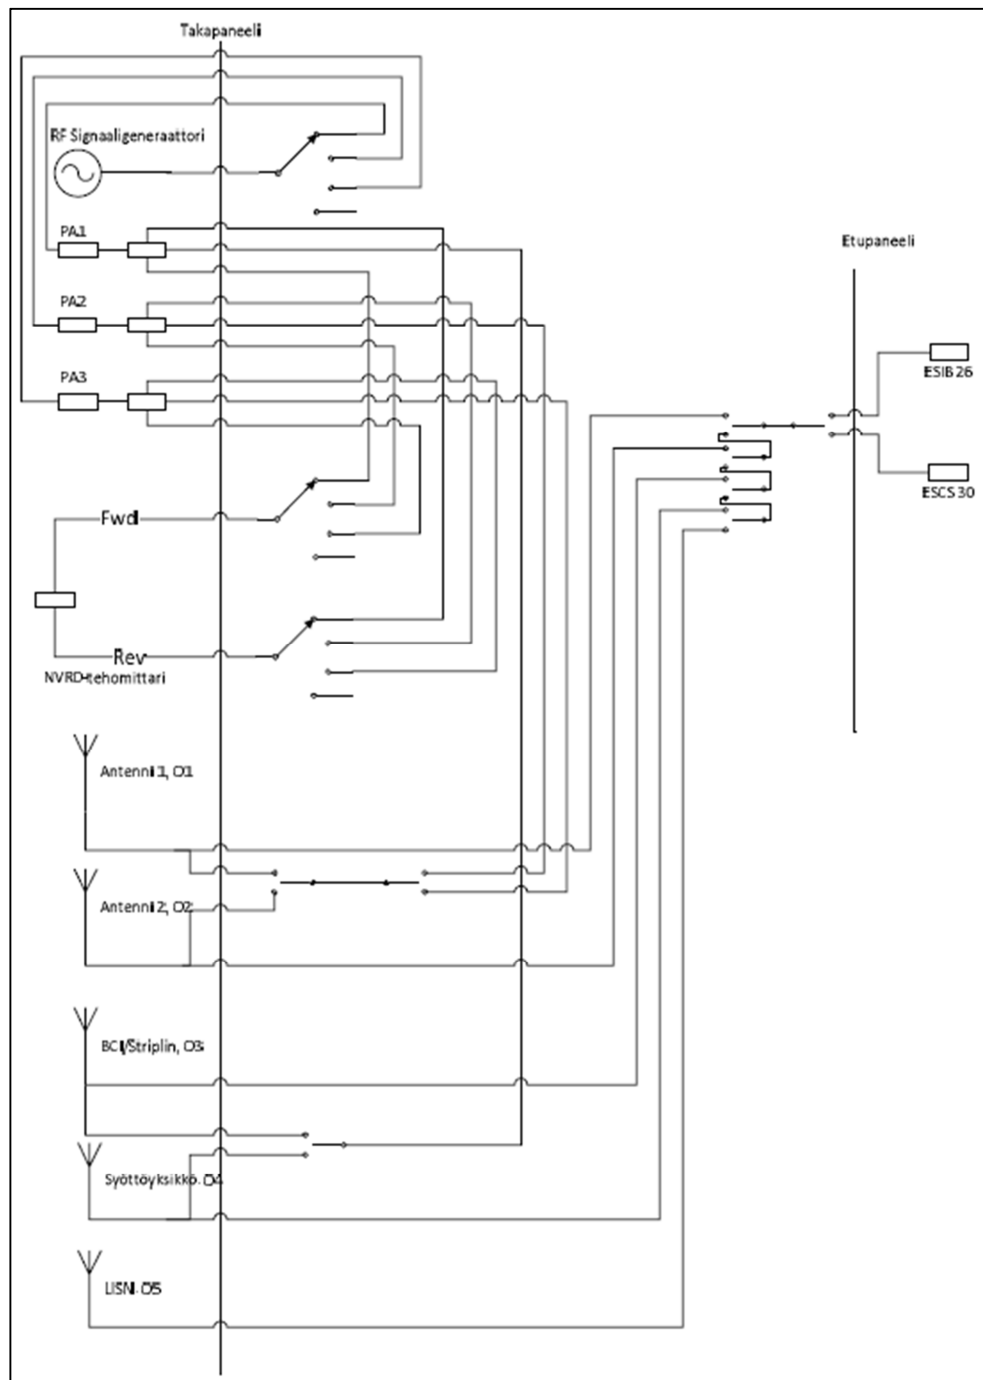 Takapaneeli
RF Signaaligeneraattori
PA1
PA2
PA3
Etupaneeli
ESIB 26
ESCS 30
Fwd
Rev
NVRD-tehomittari
Antenni 1, O1
Antenni 2, O2
BCI/Striplin, O3
Syöttöyksikkö. O4
LISN. O5